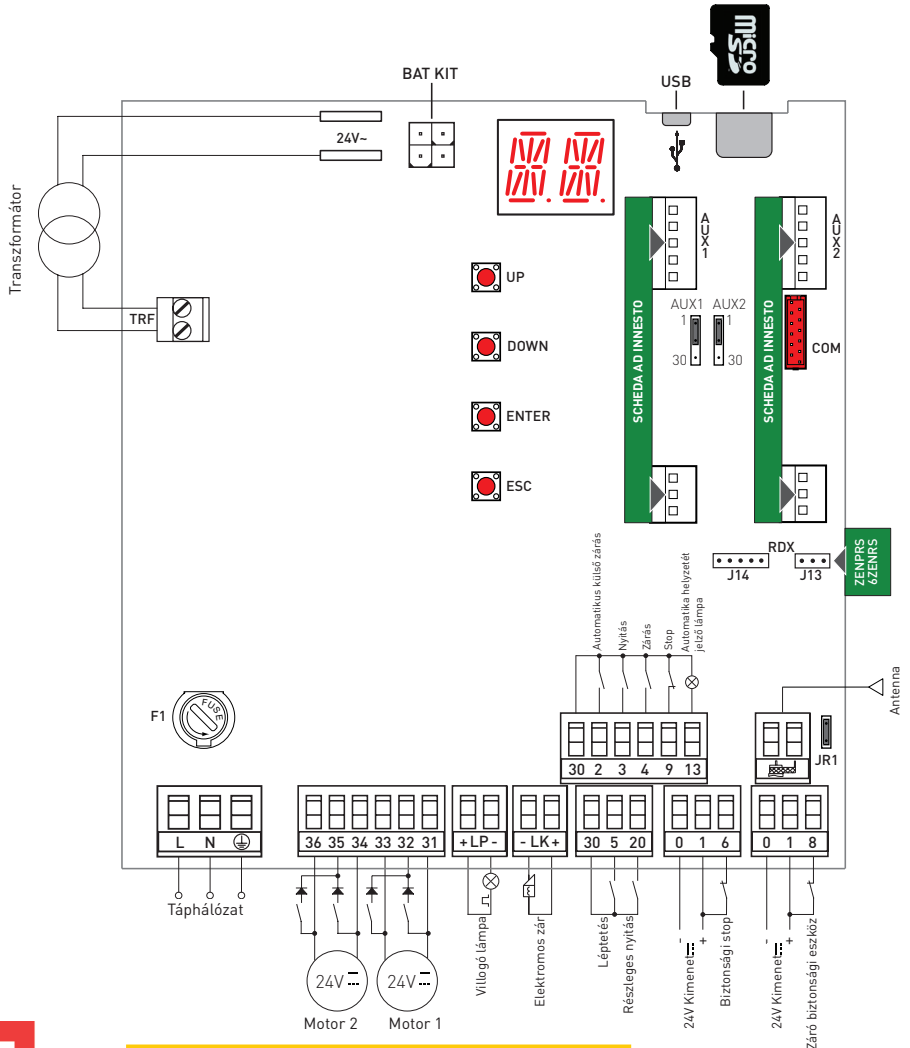 micro
SD
BAT KIT
USB
24V~
Transzformátor
TRF
AUX1
AUX2
SCHEDA AD INNESTO
SCHEDA AD INNESTO
UP
DOWN
ENTER
ESC
AUX1 AUX2
1 1
30 30
COM
RDX
J14 J13
ZENPRS
6ZENRS
Automatikus külső zárás
Nyitás
Zárás
Stop
Automatika helyzetét
jelző lámpa
Antenna
F1
FUSE
30 2 3 4 9 13
JR1
L N
36 35 34 33 32 31
+ LP -
- LK +
30 5 20
0 1 6
0 1 8
Táphálózat
Villogó lámpa
Elektromos zár
Léptetés
Részleges nyitás
- +
24V Kimenet
Biztonsági stop
- +
24V Kimenet
Záró biztonsági eszköz
24V
24V
Motor 2
Motor 1